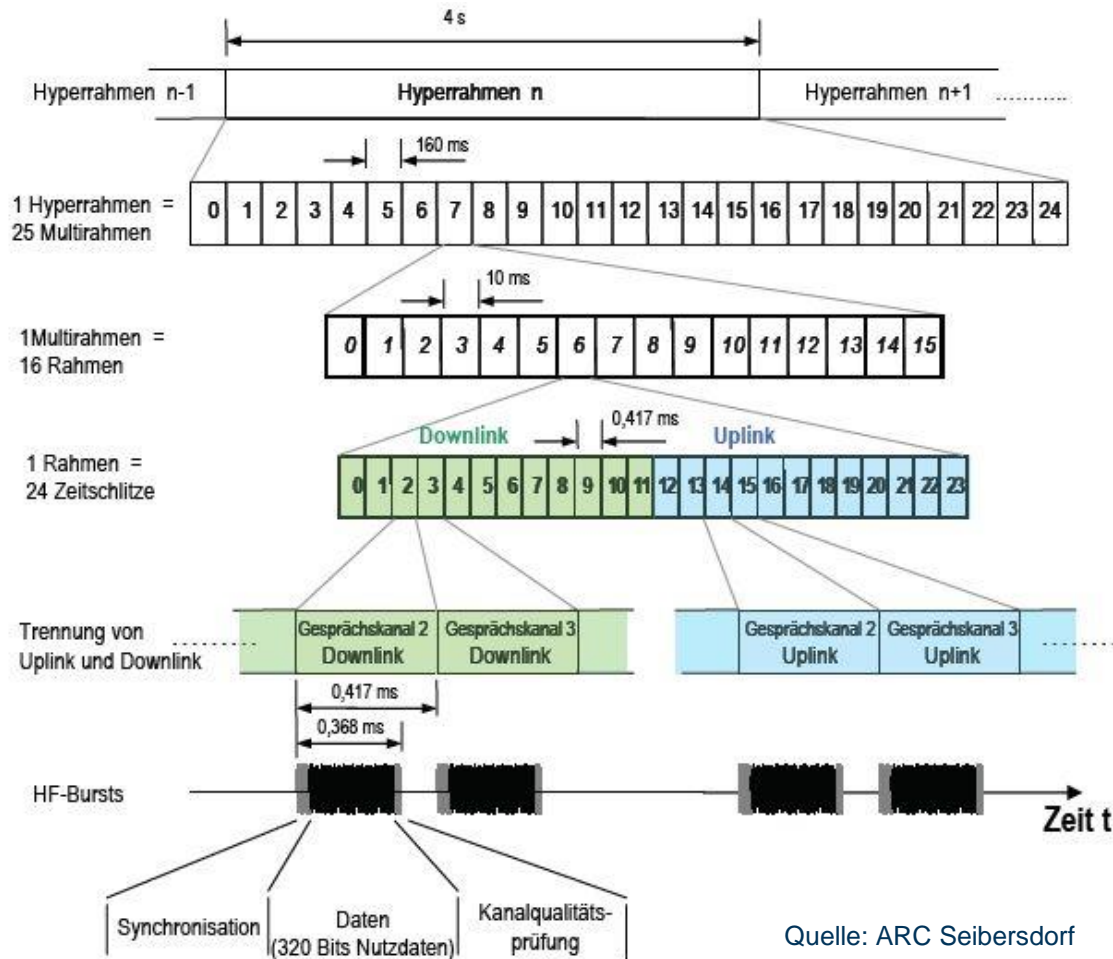 4 s
Hyperrahmen n-1
Hyperrahmen n
Hyperrahmen n+1 .........
160 ms
1 Hyperrahmen =
25 Multirahmen
0 1 2 3 4 5 6 7 8 9 10 11 12 13 14 15 16 17 18 19 20 21 22 23 24
10 ms
1Multirahmen =
16 Rahmen
0 1 2 3 4 5 6 7 8 9 10 11 12 13 14 15
0,417 ms
Downlink
Uplink
1 Rahmen =
24 Zeitschlitze
0 1 2 3 4 5 6 7 8 9 10 11 12 13 14 15 16 17 18 19 20 21 22 23
Trennung von
Uplink und Downlink
Gesprächskanal 2
Downlink
Gesprächskanal 3
Downlink
Gesprächskanal 2
Uplink
Gesprächskanal 3
Uplink
0,417 ms
0,368 ms
HF-Bursts
Zeit t
Synchronisation
Daten
(320 Bits Nutzdaten)
Kanalqualitäts-
prüfung
Quelle: ARC Seibersdorf